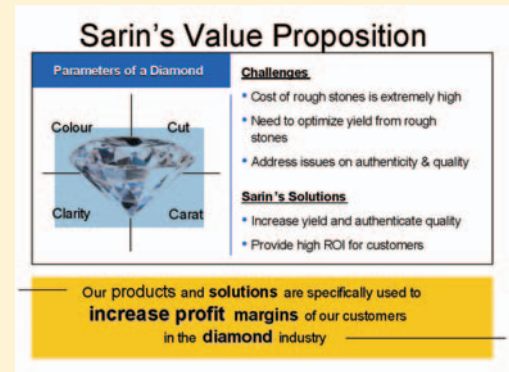 Sarin's Value Proposition
Parameters of a Diamond
Colour
Cut
Clarity
Carat
Challenges
• Cost of rough stones is extremely high
• Need to optimize yield from rough
stones
• Address issues on authenticity & quality
Sarin's Solutions
• Increase yield and authenticate quality
• Provide high ROI for customers
Our products and solutions are specifically used to
increase profit margins of our customers
in the diamond industry